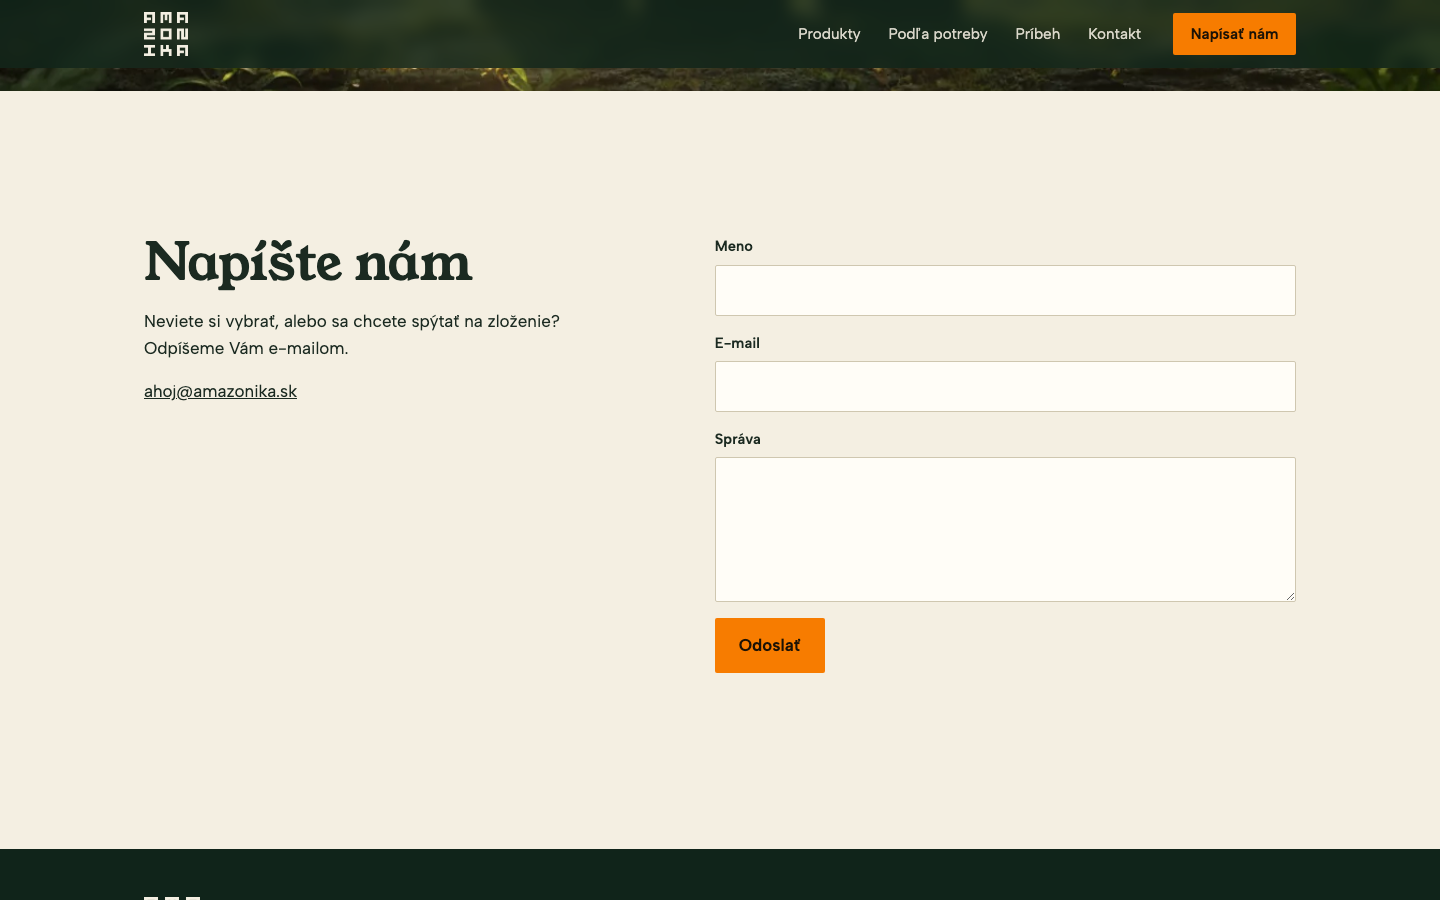 AMA
ZON
IKA
Produkty
Podľa potreby
Príbeh
Kontakt
Napísať nám
Napíšte nám
Neviete si vybrať, alebo sa chcete spýtať na zloženie?
Odpíšeme Vám e-mailom.
ahoj@amazonika.sk
Meno
E-mail
Správa
Odoslať